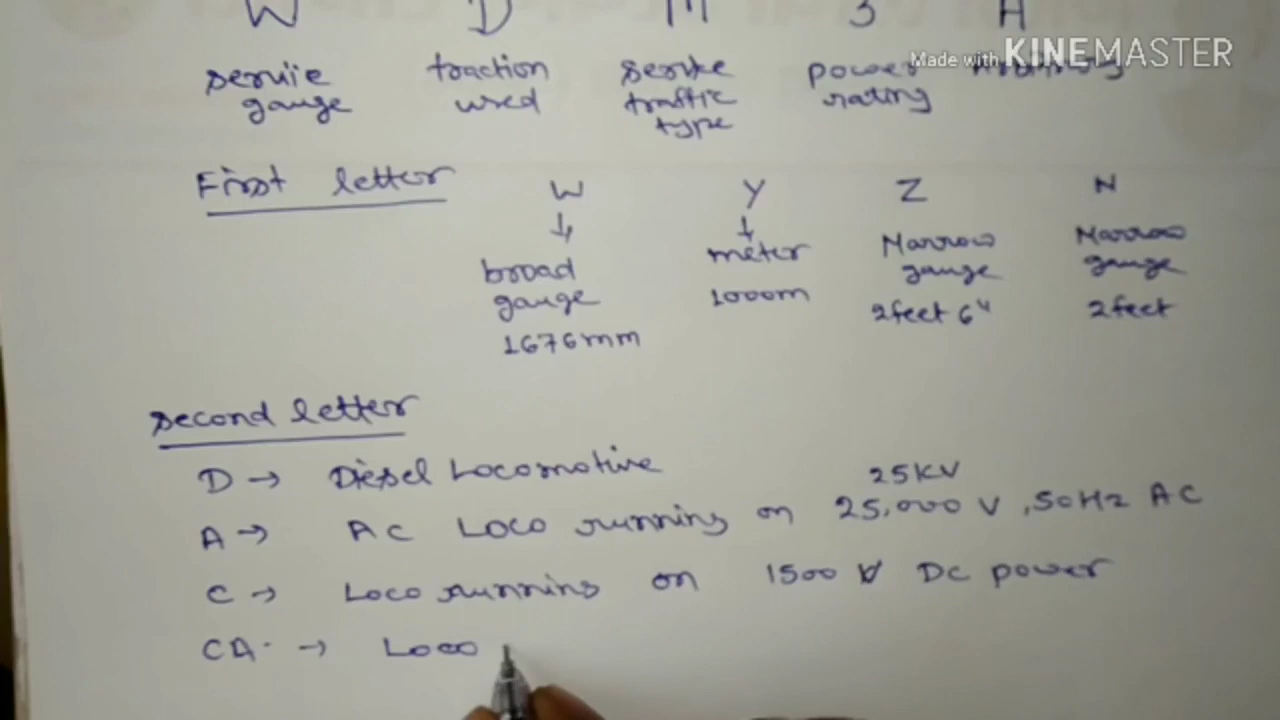 W D M 3 A
Made with KINEMASTER
service traction service power
gauge used traffic rating
type
First letter W Y Z N
broad meter Narrow Narrow
gauge gauge gauge
1676mm 1000m 2feet 6" 2feet
Second letter
D → Diesel Locomotive
25KV
A → AC Loco running on 25,000 V, 50Hz AC
C → Loco running on 1500 V DC power
CA → Loco